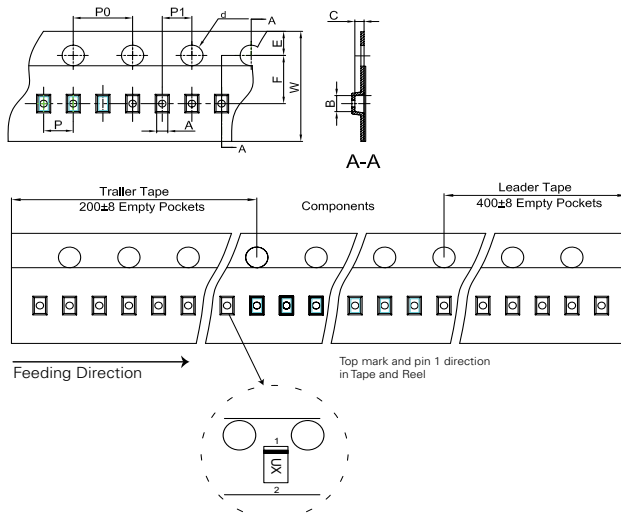 P0
P1
d
A
C
E
F
W
B
P
A
A
A-A
Traller Tape
200±8 Empty Pockets
Components
Leader Tape
400±8 Empty Pockets
Feeding Direction
Top mark and pin 1 direction
in Tape and Reel
1
UX
2